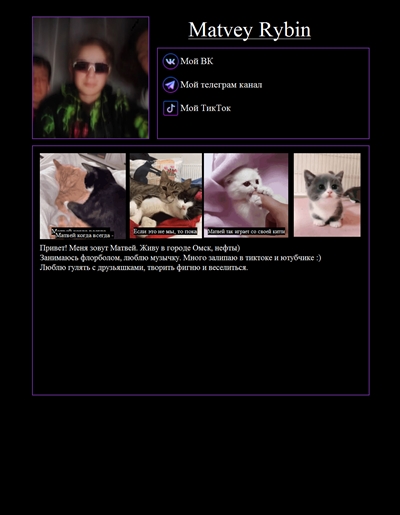 Matvey Rybin
Мой ВК
Мой телеграм канал
Мой ТикТок
Матвей когда всегда -
Если это не мы, то пока
Матвей так играет со своей
Привет! Меня зовут Матвей. Живу в городе Омск, нефты)
Занимаюсь флорболом, люблю музычку. Много залипаю в тиктоке и ютубчике :)
Люблю гулять с друзьяшками, творить фигню и веселиться.